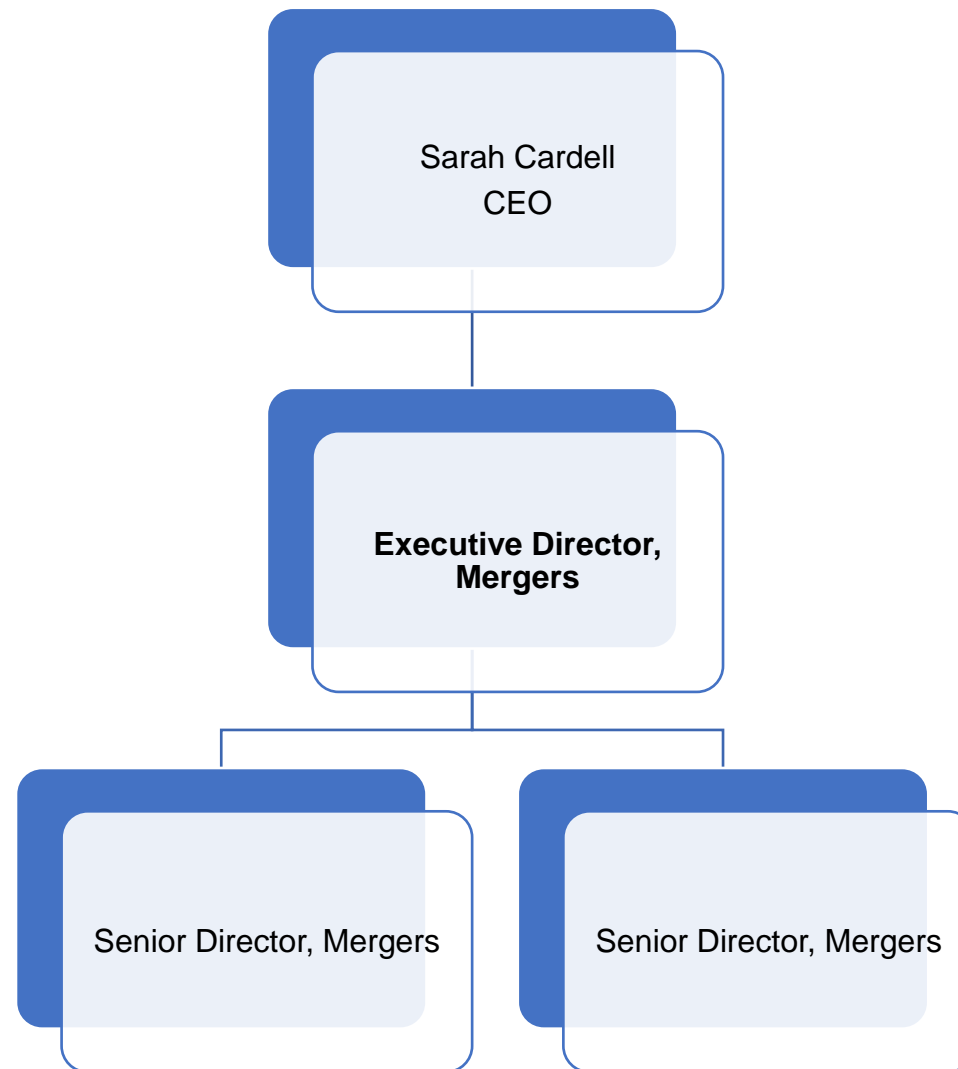 Sarah Cardell
CEO
Executive Director,
Mergers
Senior Director, Mergers
Senior Director, Mergers